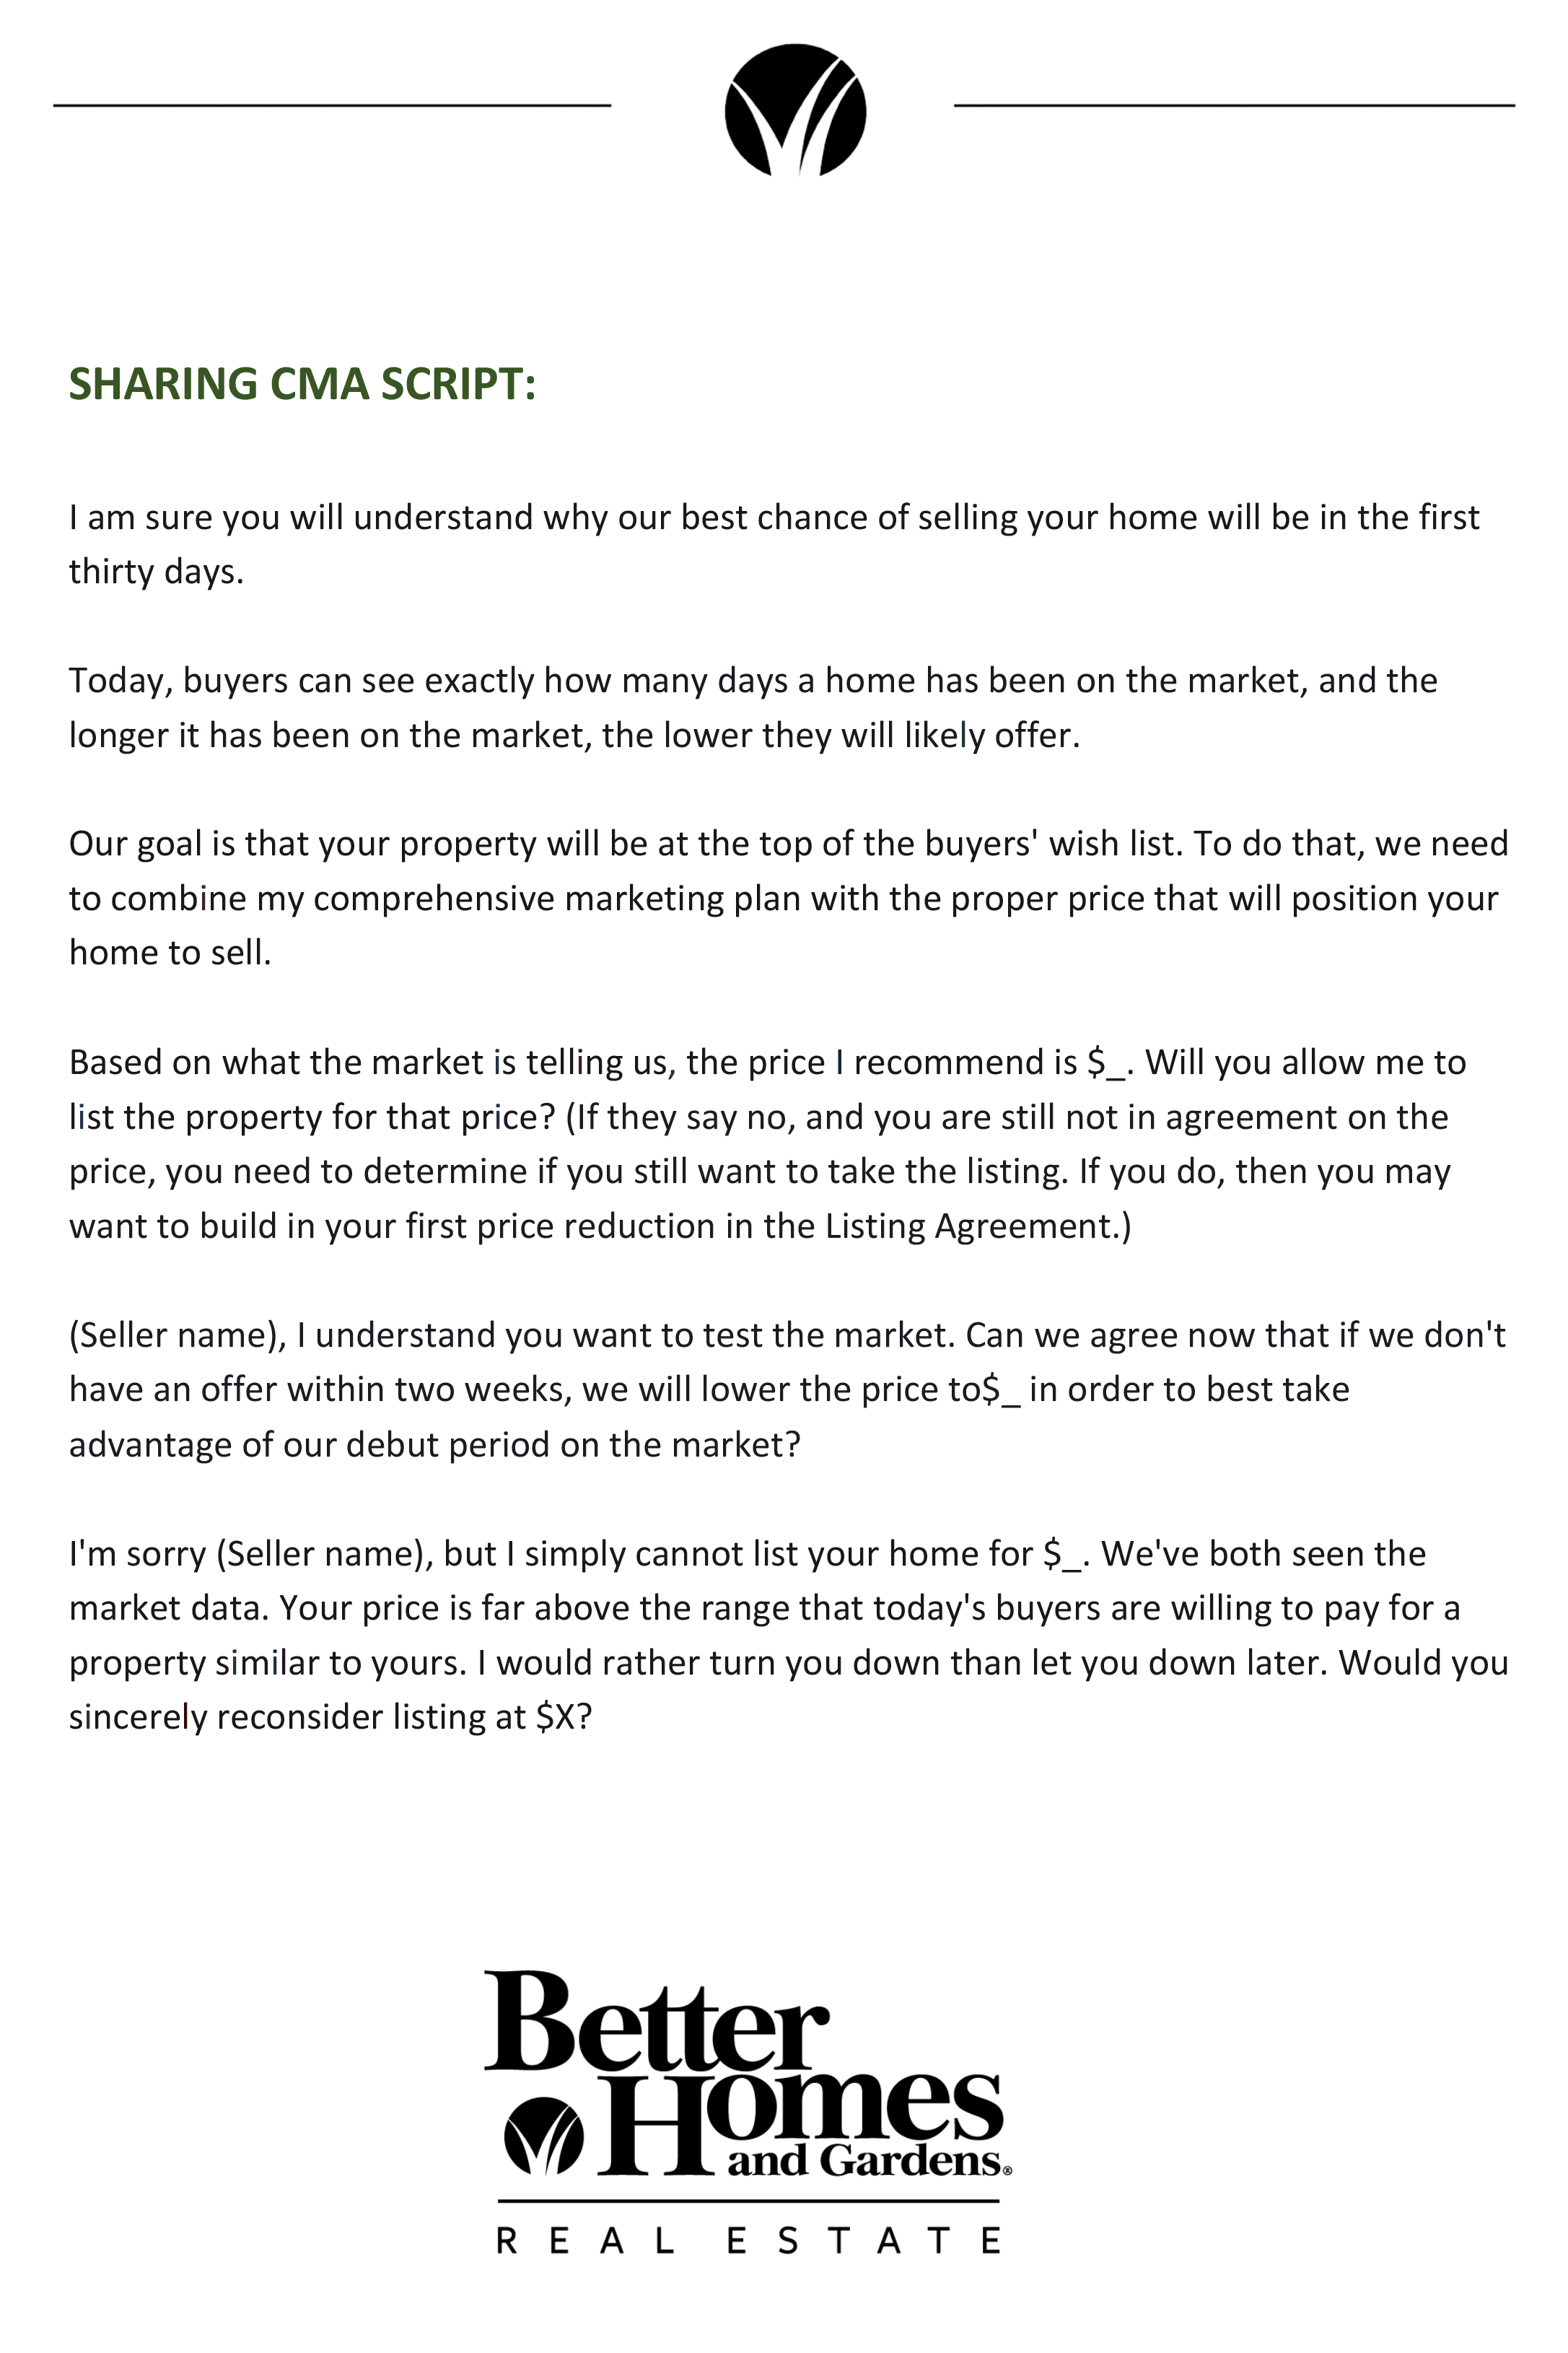 SHARING CMA SCRIPT:
I am sure you will understand why our best chance of selling your home will be in the first
thirty days.
Today, buyers can see exactly how many days a home has been on the market, and the
longer it has been on the market, the lower they will likely offer.
Our goal is that your property will be at the top of the buyers' wish list. To do that, we need
to combine my comprehensive marketing plan with the proper price that will position your
home to sell.
Based on what the market is telling us, the price I recommend is $_. Will you allow me to
list the property for that price? (If they say no, and you are still not in agreement on the
price, you need to determine if you still want to take the listing. If you do, then you may
want to build in your first price reduction in the Listing Agreement.)
(Seller name), I understand you want to test the market. Can we agree now that if we don't
have an offer within two weeks, we will lower the price to$_ in order to best take
advantage of our debut period on the market?
I'm sorry (Seller name), but I simply cannot list your home for $_. We've both seen the
market data. Your price is far above the range that today's buyers are willing to pay for a
property similar to yours. I would rather turn you down than let you down later. Would you
sincerely reconsider listing at $X?
Better
Homes
and Gardens®
REAL ESTATE